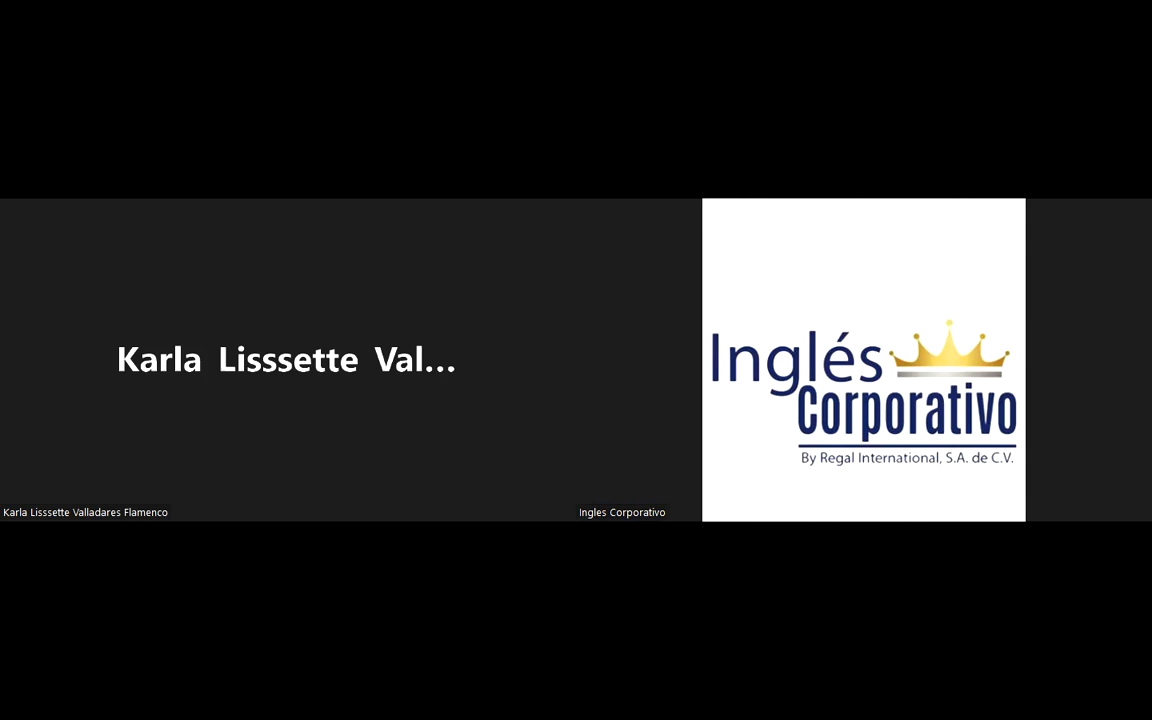 Karla Lisssette Val...
Inglés
Corporativo
By Regal International, S.A. de C.V.
Karla Lisssette Valladares Flamenco
Ingles Corporativo